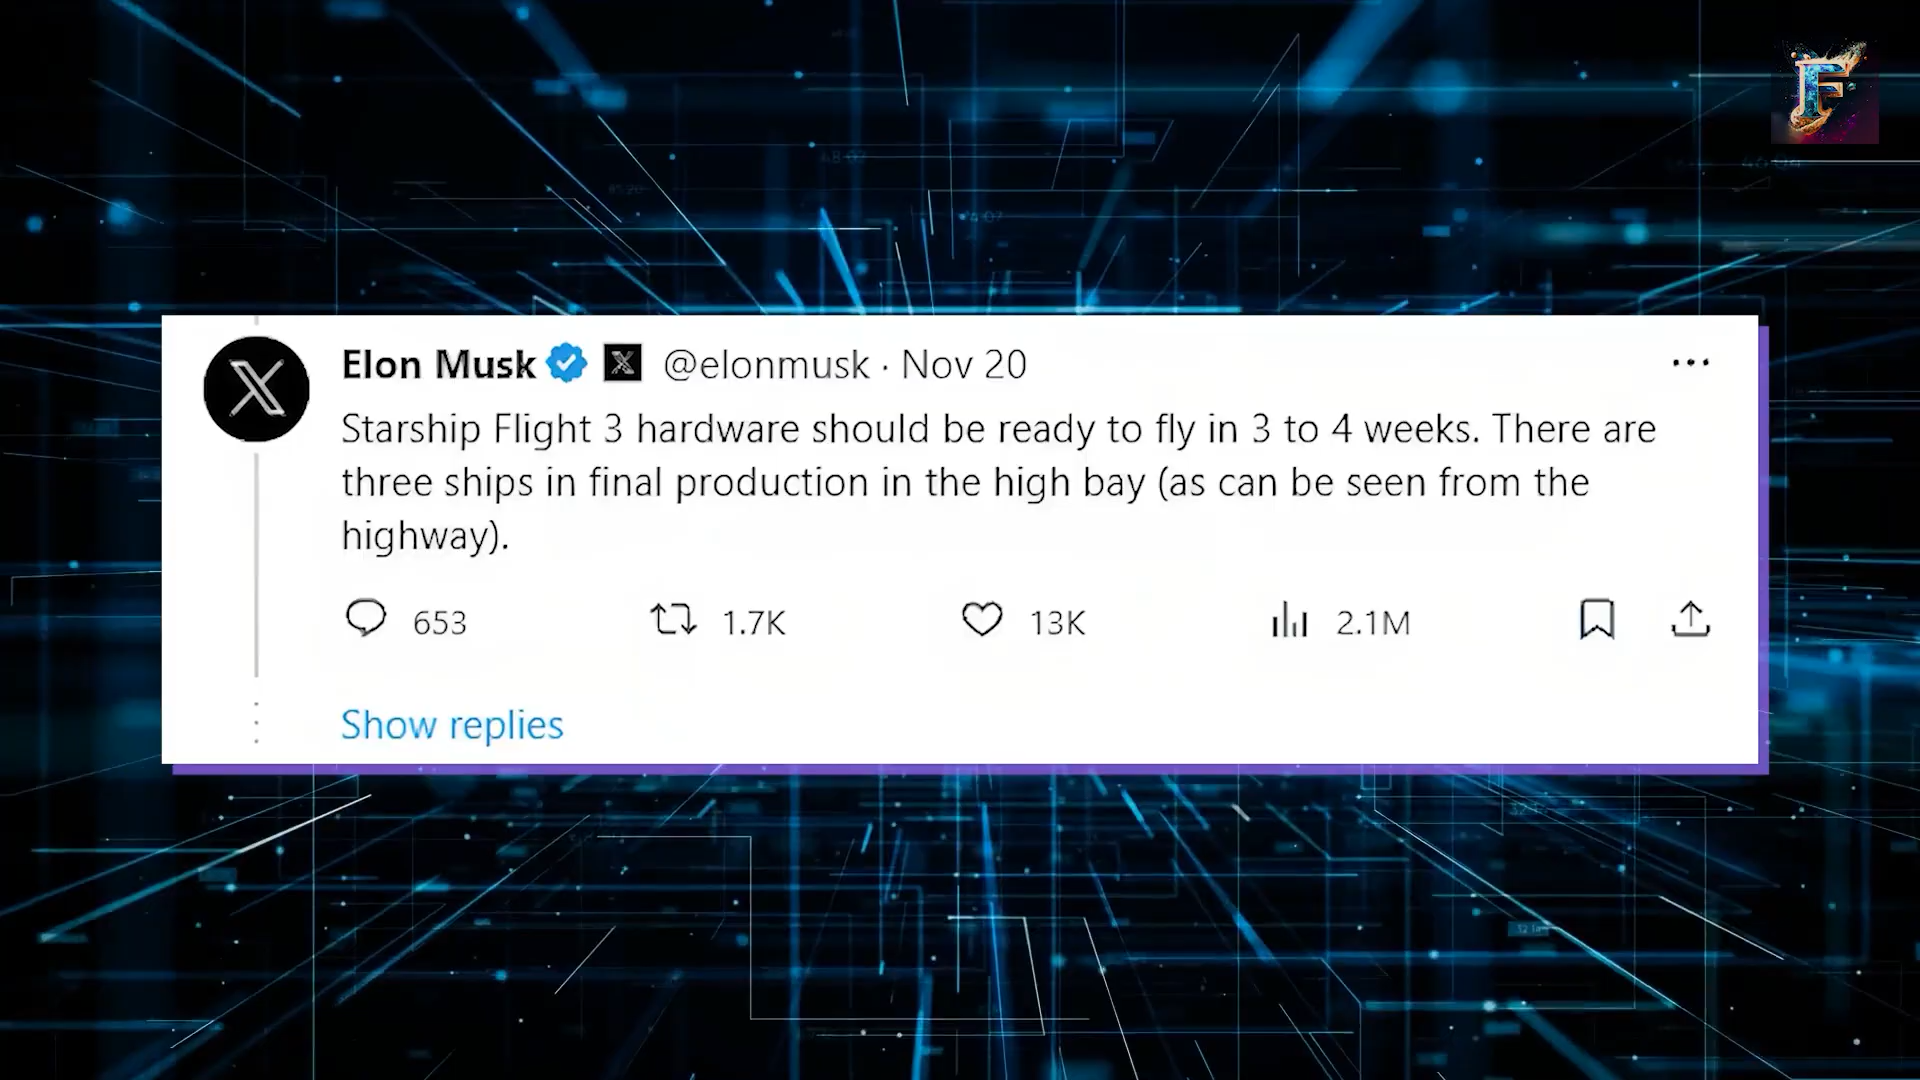 F
Elon Musk @elonmusk · Nov 20
Starship Flight 3 hardware should be ready to fly in 3 to 4 weeks. There are
three ships in final production in the high bay (as can be seen from the
highway).
653 1.7K 13K 2.1M
Show replies